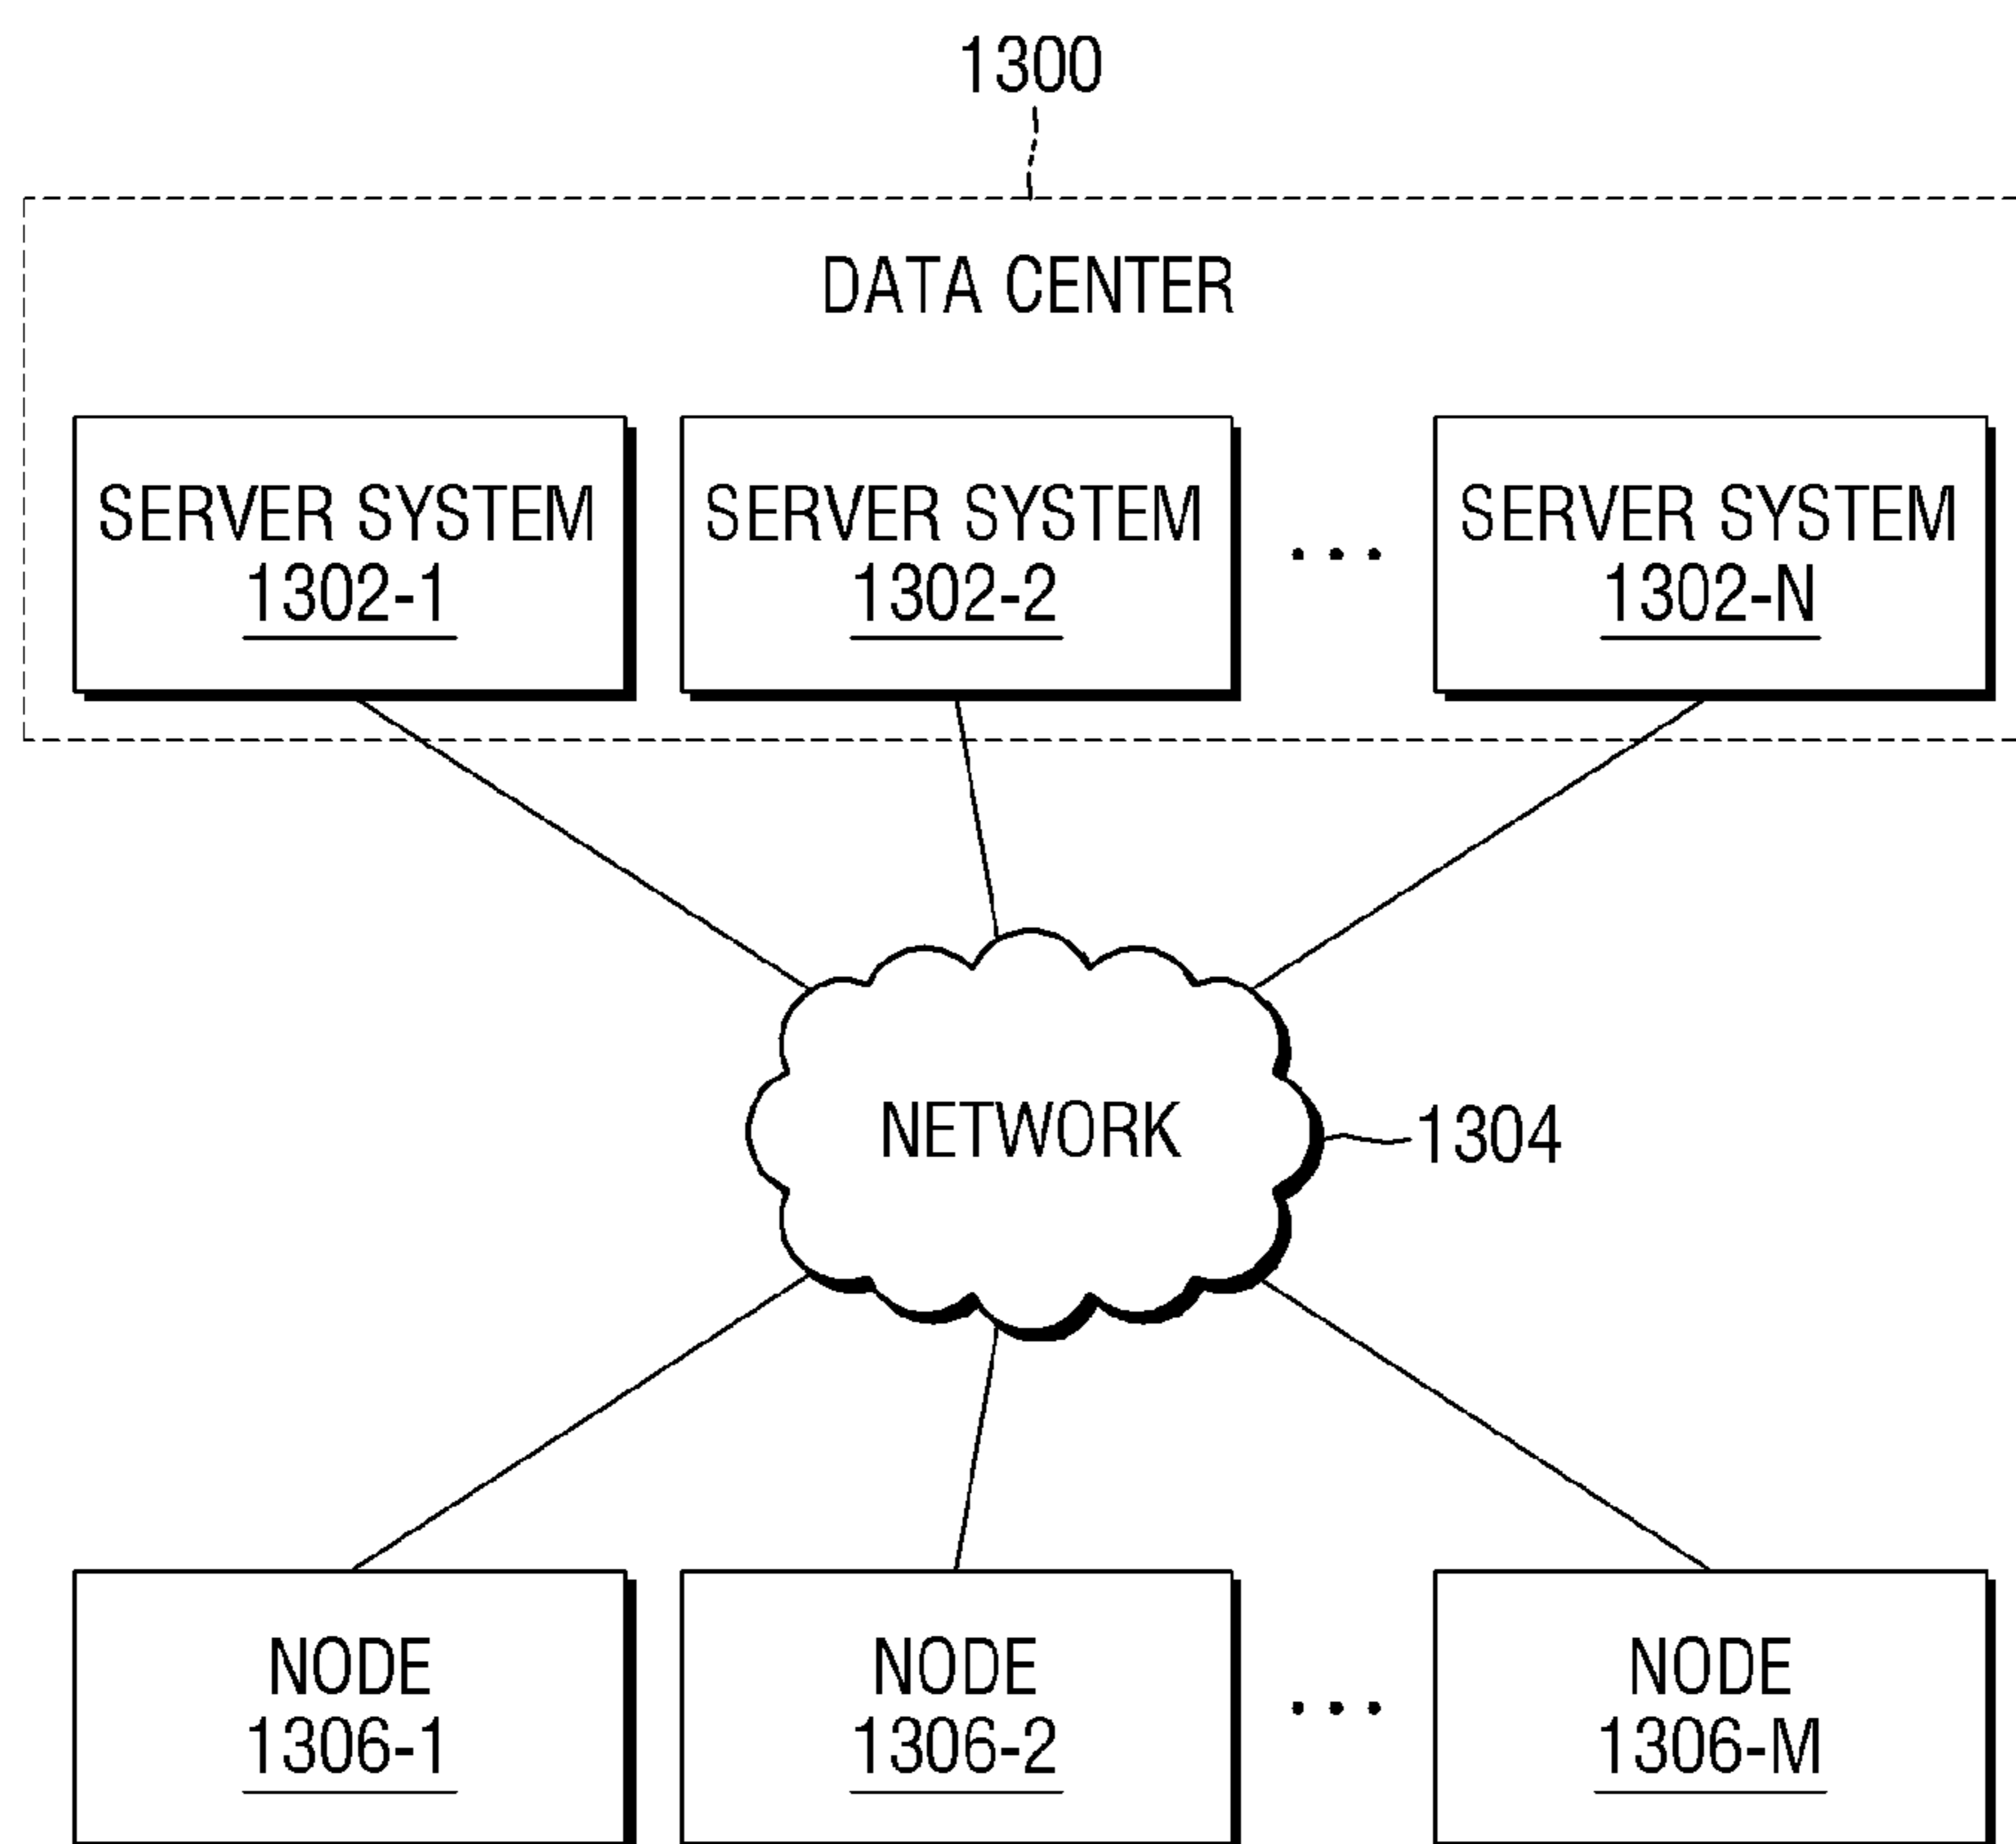 1300
DATA CENTER
SERVER SYSTEM
1302-1
SERVER SYSTEM
1302-2
...
SERVER SYSTEM
1302-N
NETWORK
1304
NODE
1306-1
NODE
1306-2
...
NODE
1306-M